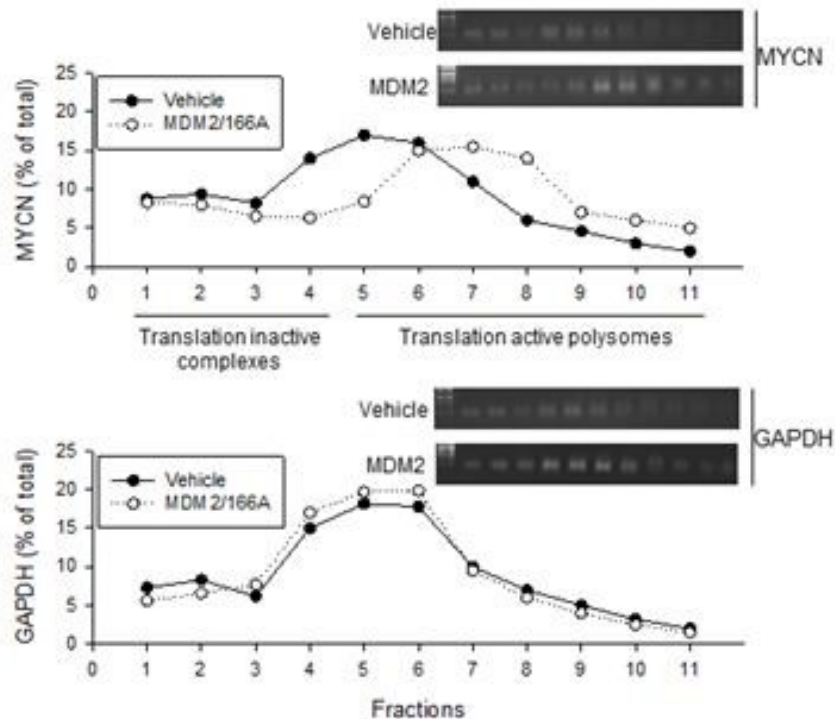 Vehicle
MDM2
MYCN
MYCN (% of total)
25
20
15
10
5
0
Vehicle
MDM2/166A
0 1 2 3 4 5 6 7 8 9 10 11
Translation inactive
complexes
Translation active polysomes
Vehicle
MDM2
GAPDH
GAPDH (% of total)
25
20
15
10
5
0
Vehicle
MDM2/166A
0 1 2 3 4 5 6 7 8 9 10 11
Fractions